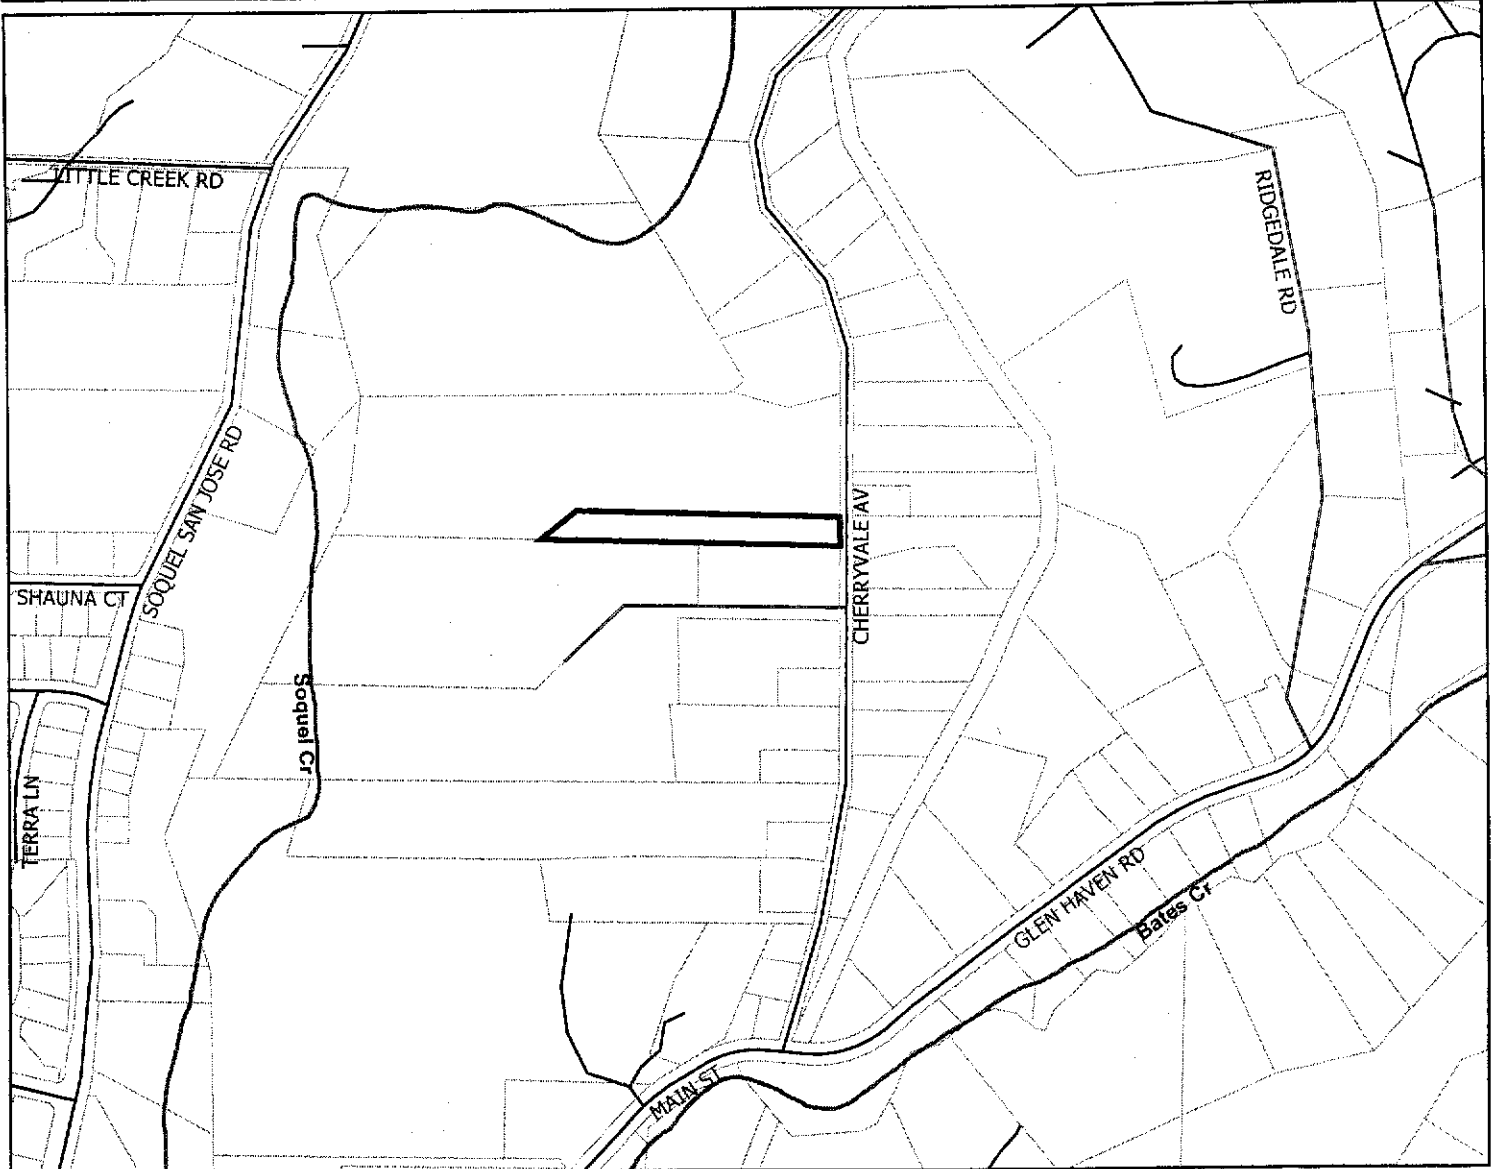 LITTLE CREEK RD
RIDGEDALE RD
SOQUEL SAN JOSE RD
CHERRYVALE AV
SHAUNA CT
Soquel Cr
TERRA LN
GLEN HAVEN RD
Bates Cr
MAIN ST